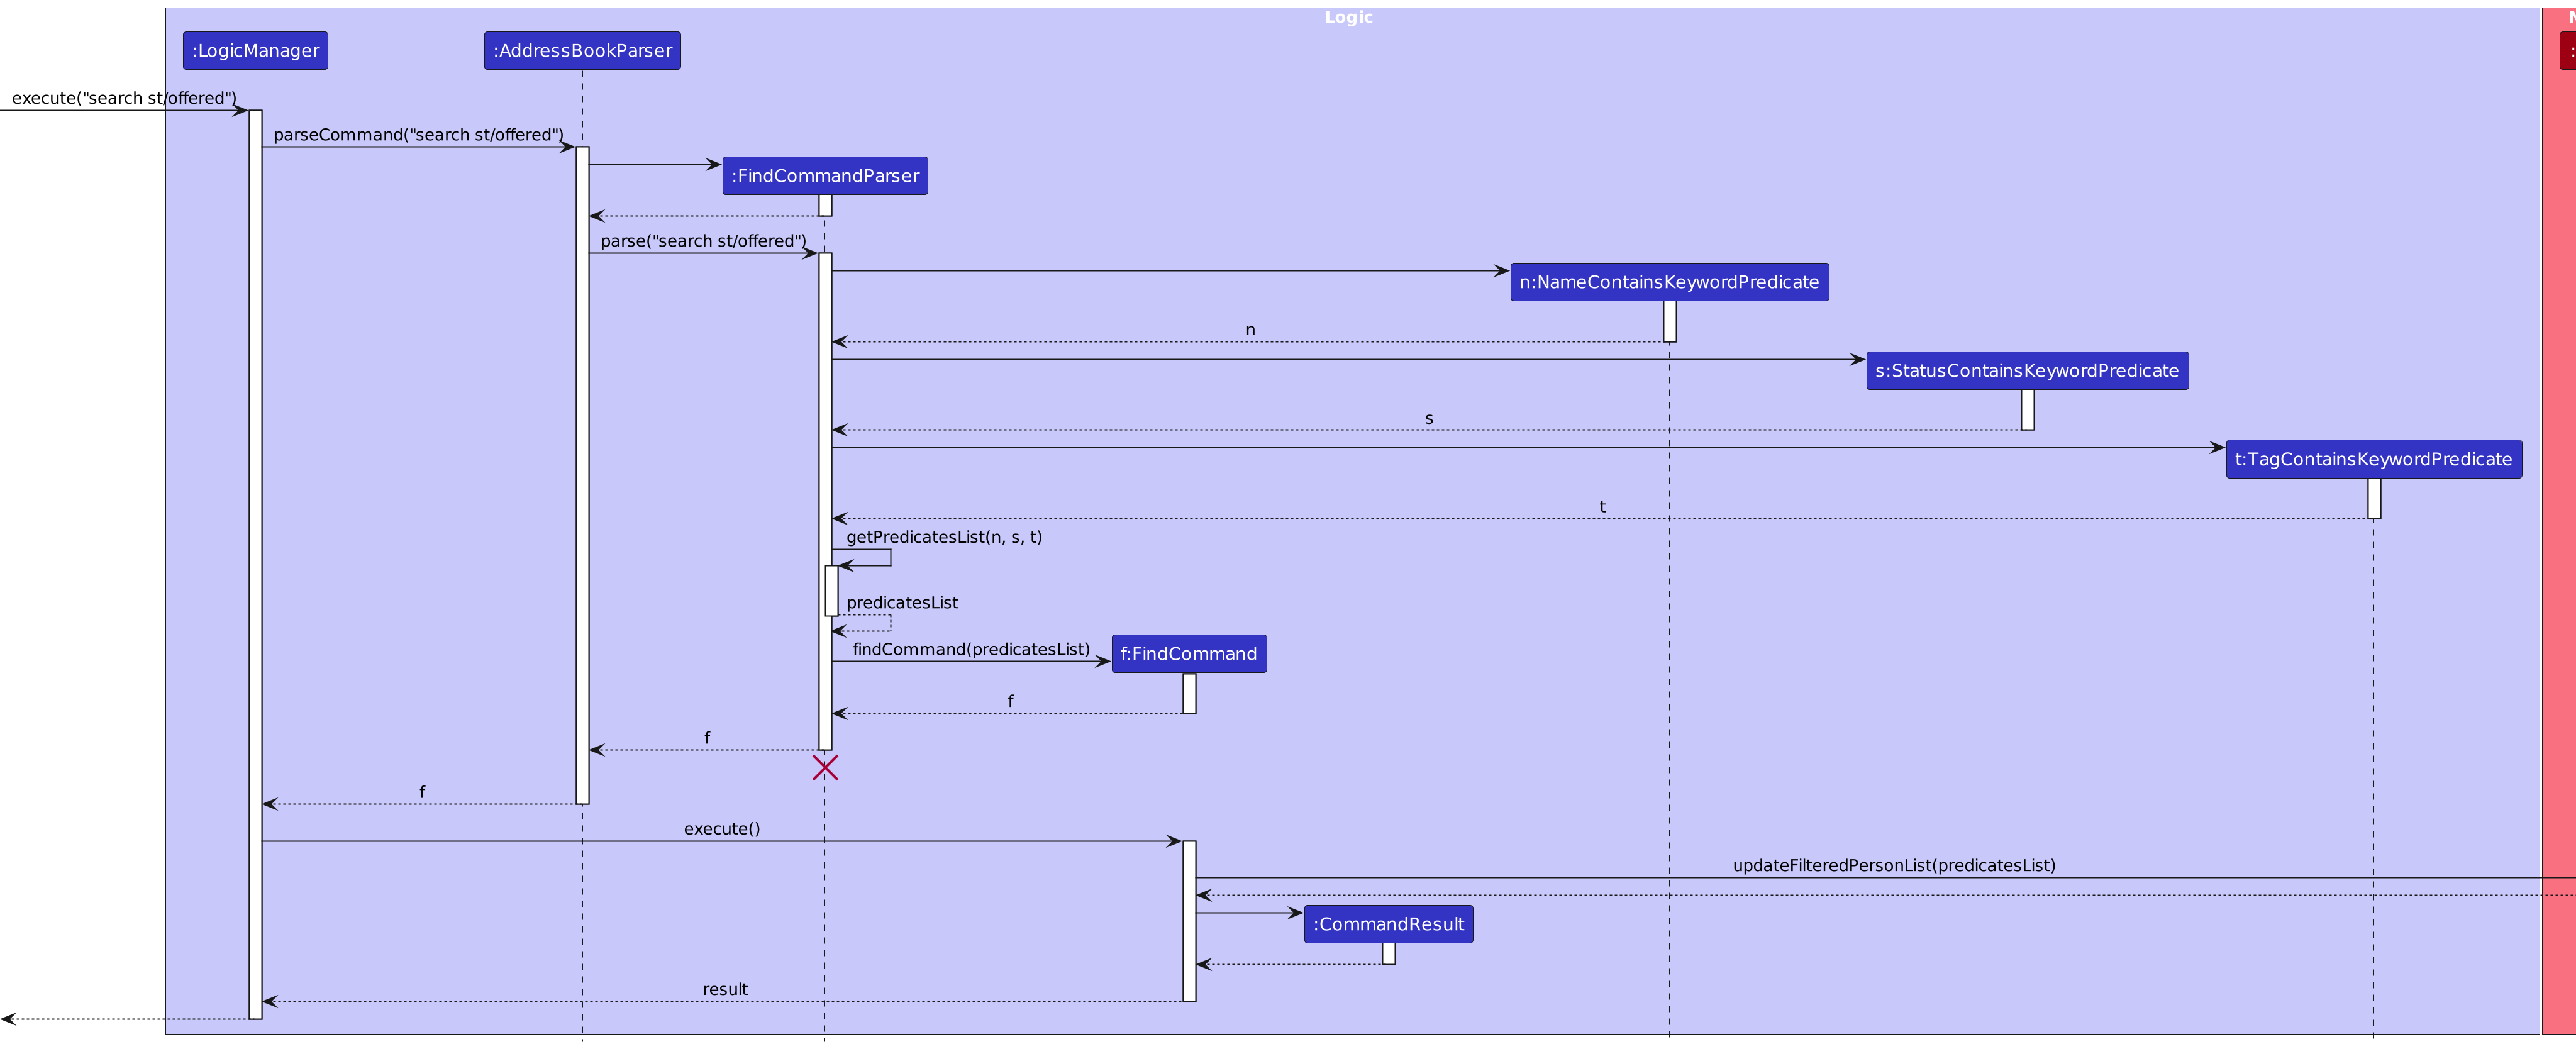 Logic
:LogicManager
:AddressBookParser
execute("search st/offered")
parseCommand("search st/offered")
:FindCommandParser
parse("search st/offered")
n:NameContainsKeywordPredicate
n
s:StatusContainsKeywordPredicate
s
t:TagContainsKeywordPredicate
t
getPredicatesList(n, s, t)
predicatesList
findCommand(predicatesList)
f:FindCommand
f
f
f
execute()
updateFilteredPersonList(predicatesList)
:CommandResult
result